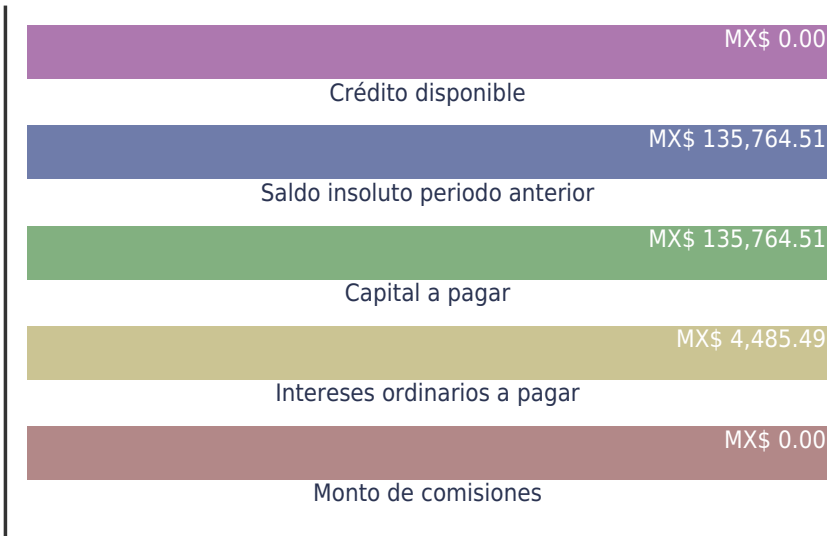 MX$ 0.00
Crédito disponible
MX$ 135,764.51
Saldo insoluto periodo anterior
MX$ 135,764.51
Capital a pagar
MX$ 4,485.49
Intereses ordinarios a pagar
MX$ 0.00
Monto de comisiones